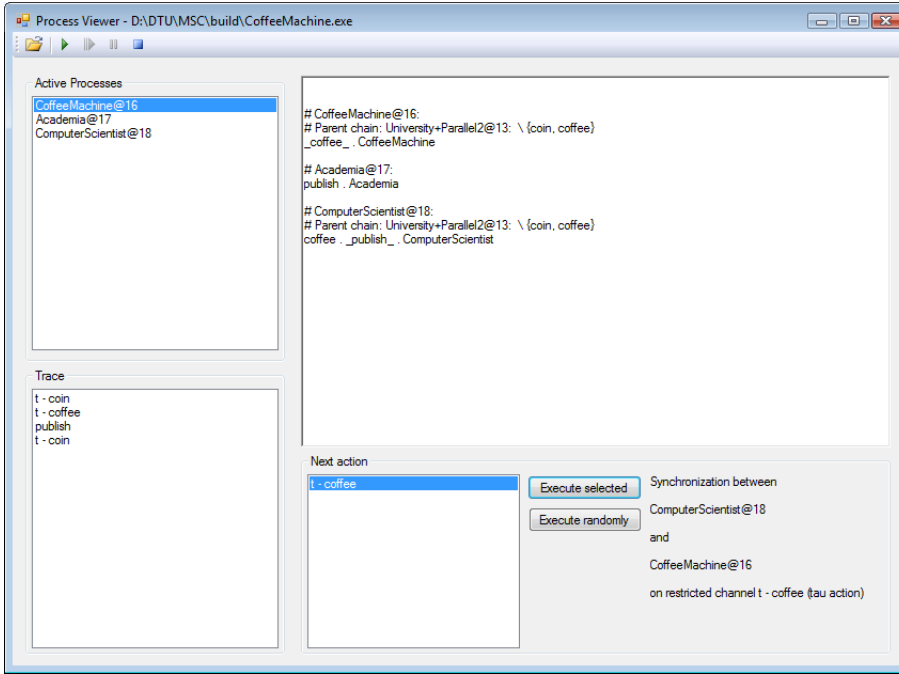 Process Viewer - D:\DTU\MSC\build\CoffeeMachine.exe
Active Processes
CoffeeMachine@16
Academia@17
ComputerScientist@18
# CoffeeMachine@16:
# Parent chain: University+Parallel2@13: \ {coin, coffee}
_coffee_ . CoffeeMachine
# Academia@17:
publish . Academia
# ComputerScientist@18:
# Parent chain: University+Parallel2@13: \ {coin, coffee}
coffee . _publish_ . ComputerScientist
Trace
t - coin
t - coffee
publish
t - coin
Next action
t - coffee
Execute selected
Execute randomly
Synchronization between
ComputerScientist@18
and
CoffeeMachine@16
on restricted channel t - coffee (tau action)